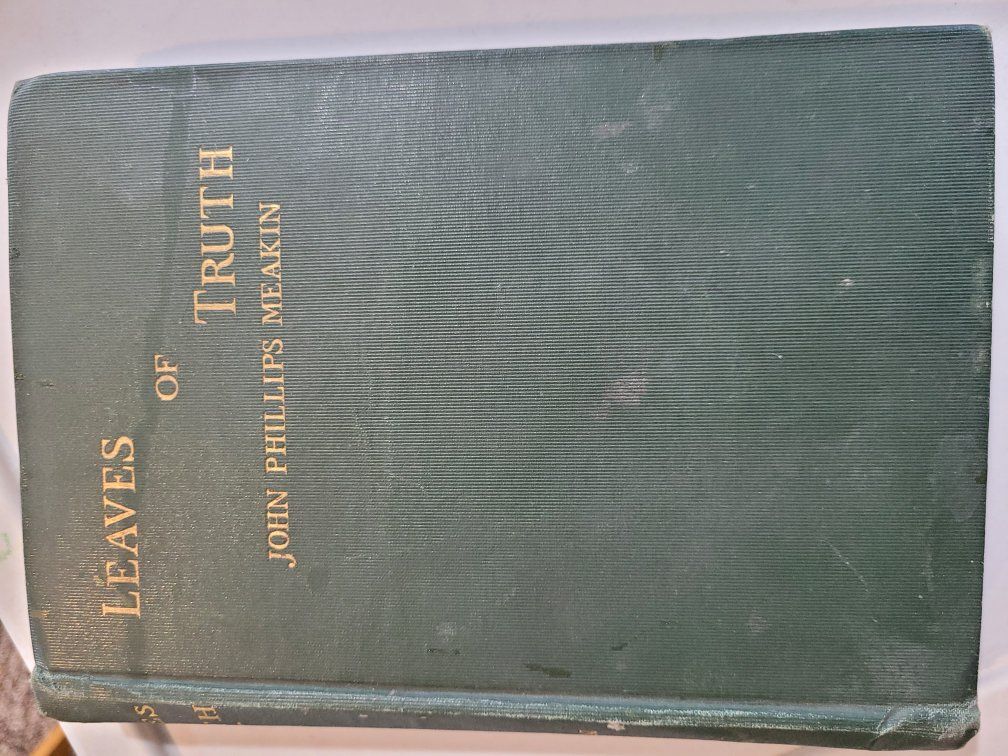 LEAVES
OF
TRUTH
JOHN PHILLIPS MEAKIN